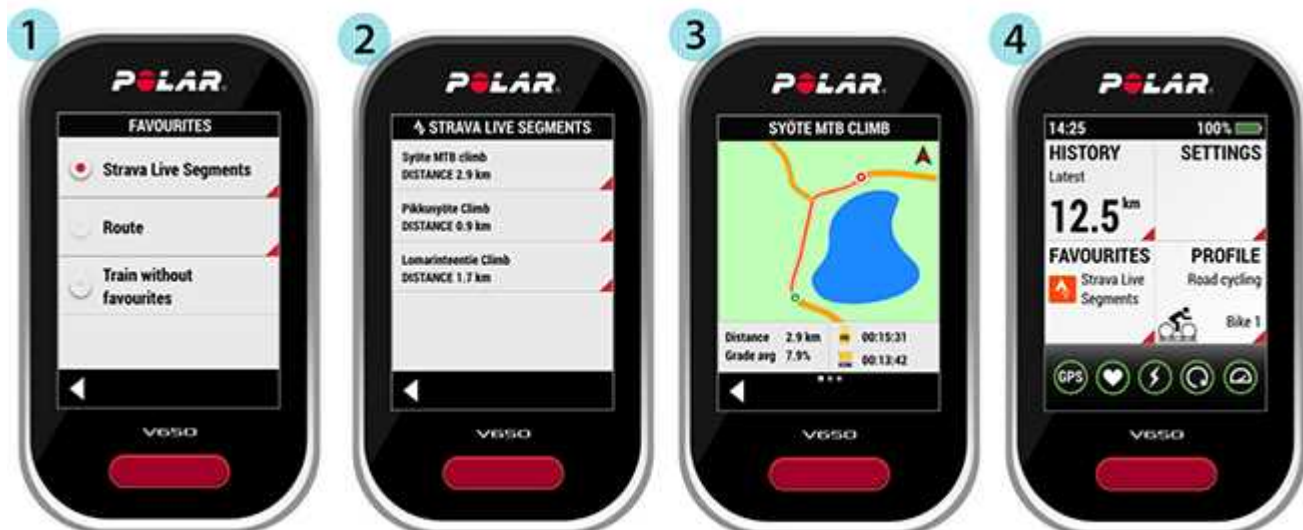 1
POLAR
FAVOURITES
Strava Live Segments
Route
Train without
favourites
V650
2
POLAR
STRAVA LIVE SEGMENTS
Syöte MTB climb
DISTANCE 2.9 km
Pikkusyöte Climb
DISTANCE 0.9 km
Lomarinteentie Climb
DISTANCE 1.7 km
V650
3
POLAR
SYÖTE MTB CLIMB
Distance 2.9 km 00:15:31
Grade avg 7.9% 00:13:42
V650
4
POLAR
14:25 100%
HISTORY SETTINGS
Latest
12.5 km
FAVOURITES PROFILE
Strava Live Road cycling
Segments
Bike 1
GPS
V650